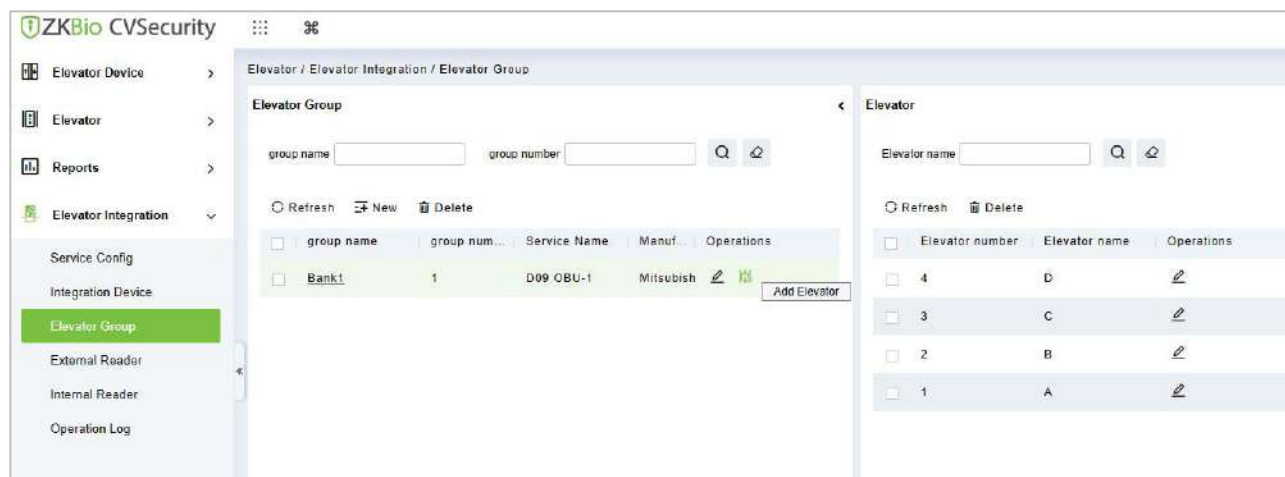 ZKBio CVSecurity
Elevator Device
Elevator
Reports
Elevator Integration
Service Config
Integration Device
Elevator Group
External Reader
Internal Reader
Operation Log
Elevator / Elevator Integration / Elevator Group
Elevator Group
group name group number
Refresh New Delete
group name group num... Service Name Manuf... Operations
Bank1 1 D09 OBU-1 Mitsubish
Add Elevator
Elevator
Elevator name
Refresh Delete
Elevator number Elevator name Operations
4 D
3 C
2 B
1 A